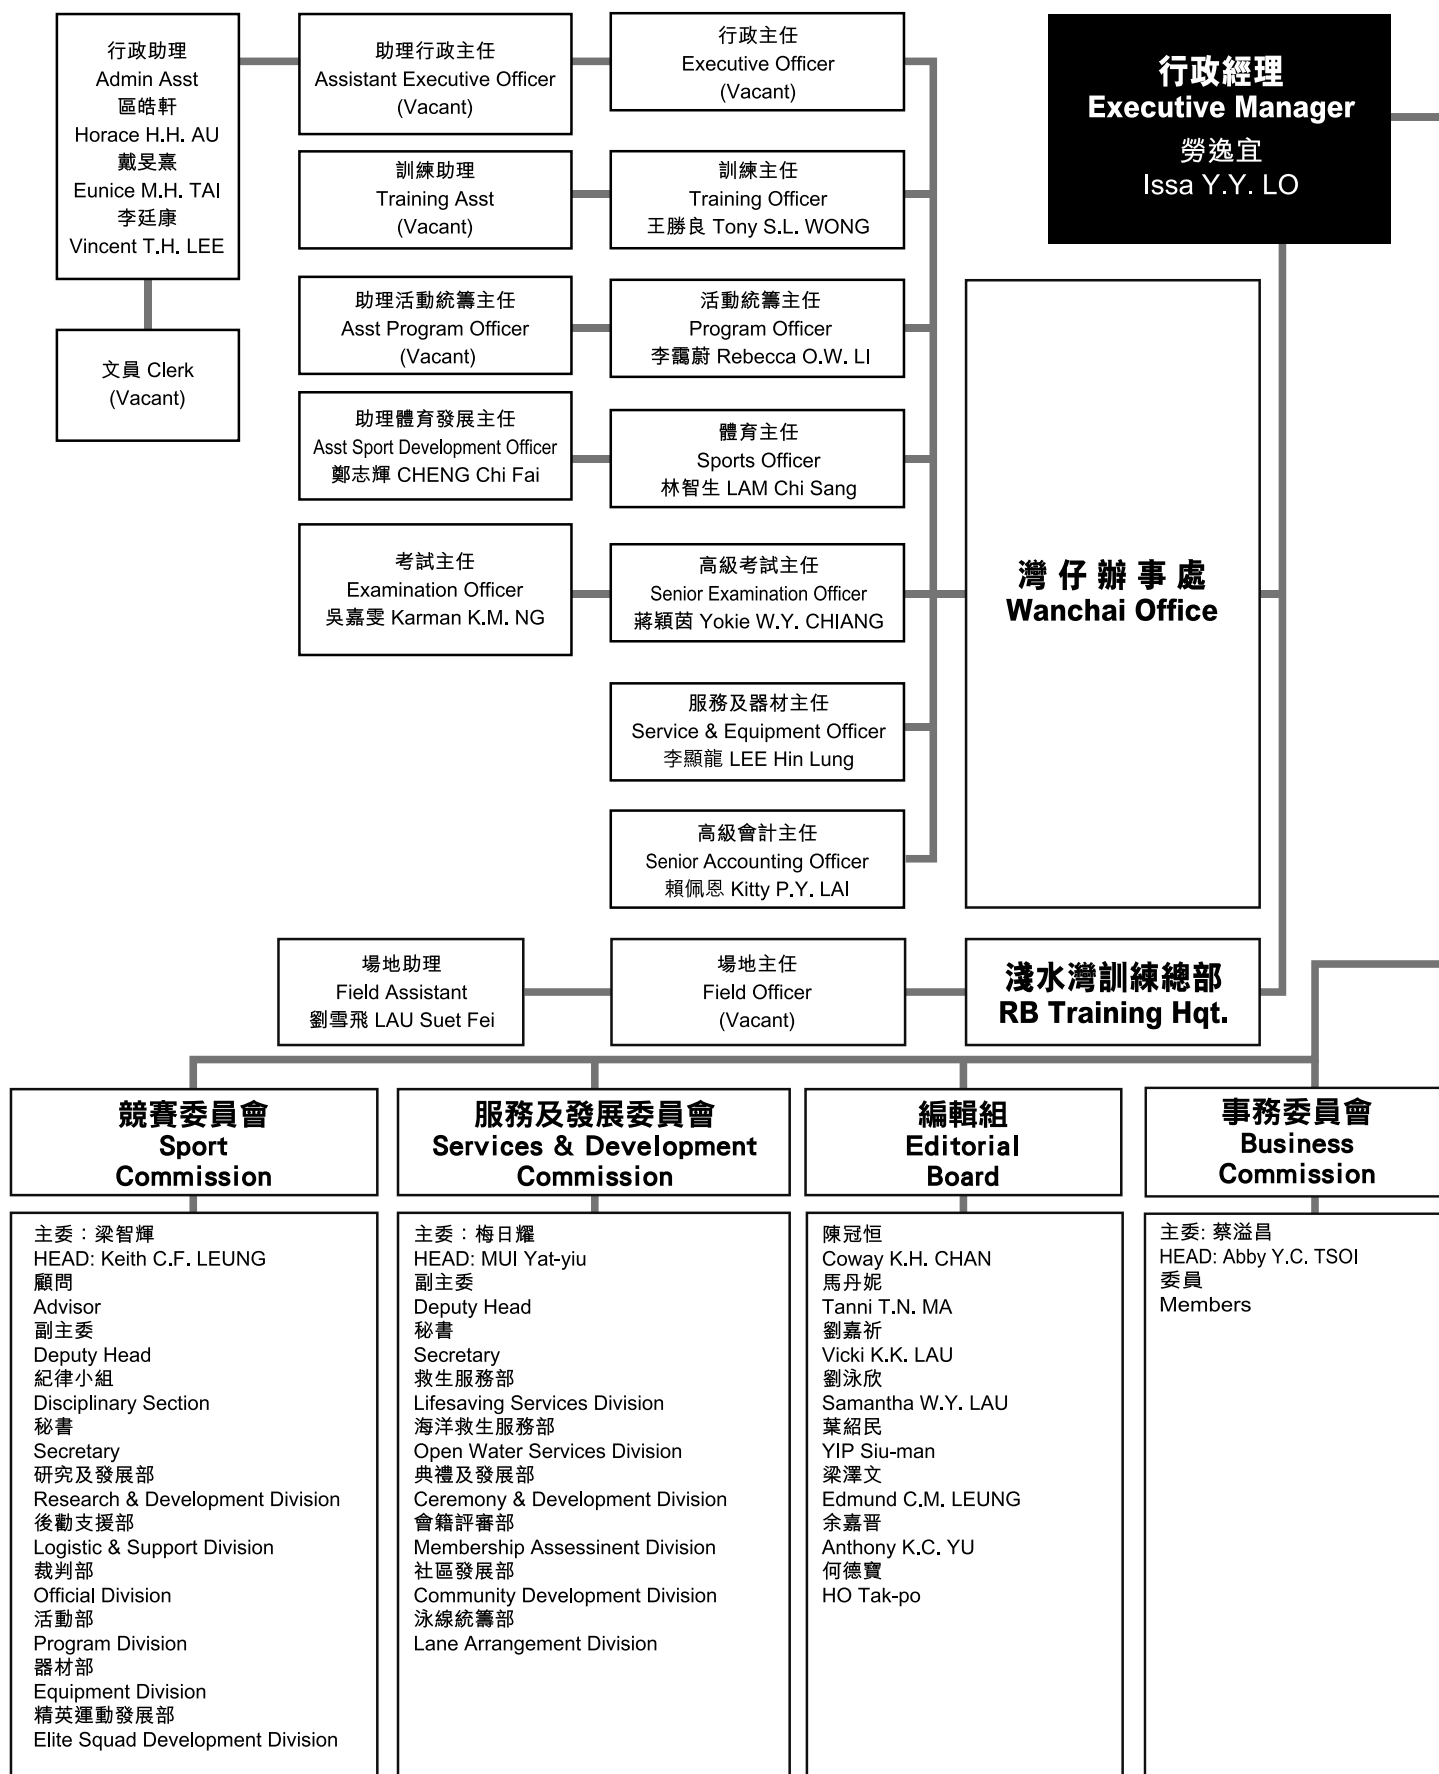 行政助理
Admin Asst
區皓軒
Horace H.H. AU
戴旻熹
Eunice M.H. TAI
李廷康
Vincent T.H. LEE
助理行政主任
Assistant Executive Officer
(Vacant)
行政主任
Executive Officer
(Vacant)
行政經理
Executive Manager
勞逸宜
Issa Y.Y. LO
訓練助理
Training Asst
(Vacant)
訓練主任
Training Officer
王勝良 Tony S.L. WONG
文員 Clerk
(Vacant)
助理活動統籌主任
Asst Program Officer
(Vacant)
活動統籌主任
Program Officer
李靄蔚 Rebecca O.W. LI
助理體育發展主任
Asst Sport Development Officer
鄭志輝 CHENG Chi Fai
體育主任
Sports Officer
林智生 LAM Chi Sang
考試主任
Examination Officer
吳嘉雯 Karman K.M. NG
高級考試主任
Senior Examination Officer
蔣穎茵 Yokie W.Y. CHIANG
灣仔辦事處
Wanchai Office
服務及器材主任
Service & Equipment Officer
李顯龍 LEE Hin Lung
高級會計主任
Senior Accounting Officer
賴佩恩 Kitty P.Y. LAI
場地助理
Field Assistant
劉雪飛 LAU Suet Fei
場地主任
Field Officer
(Vacant)
淺水灣訓練總部
RB Training Hqt.
競賽委員會
Sport
Commission
主委：梁智輝
HEAD: Keith C.F. LEUNG
顧問
Advisor
副主委
Deputy Head
紀律小組
Disciplinary Section
秘書
Secretary
研究及發展部
Research & Development Division
後勤支援部
Logistic & Support Division
裁判部
Official Division
活動部
Program Division
器材部
Equipment Division
精英運動發展部
Elite Squad Development Division
服務及發展委員會
Services & Development
Commission
主委：梅日耀
HEAD: MUI Yat-yiu
副主委
Deputy Head
秘書
Secretary
救生服務部
Lifesaving Services Division
海洋救生服務部
Open Water Services Division
典禮及發展部
Ceremony & Development Division
會籍評審部
Membership Assessinent Division
社區發展部
Community Development Division
泳線統籌部
Lane Arrangement Division
編輯組
Editorial
Board
陳冠恒
Coway K.H. CHAN
馬丹妮
Tanni T.N. MA
劉嘉祈
Vicki K.K. LAU
劉泳欣
Samantha W.Y. LAU
葉紹民
YIP Siu-man
梁澤文
Edmund C.M. LEUNG
余嘉晋
Anthony K.C. YU
何德寶
HO Tak-po
事務委員會
Business
Commission
主委: 蔡溢昌
HEAD: Abby Y.C. TSOI
委員
Members